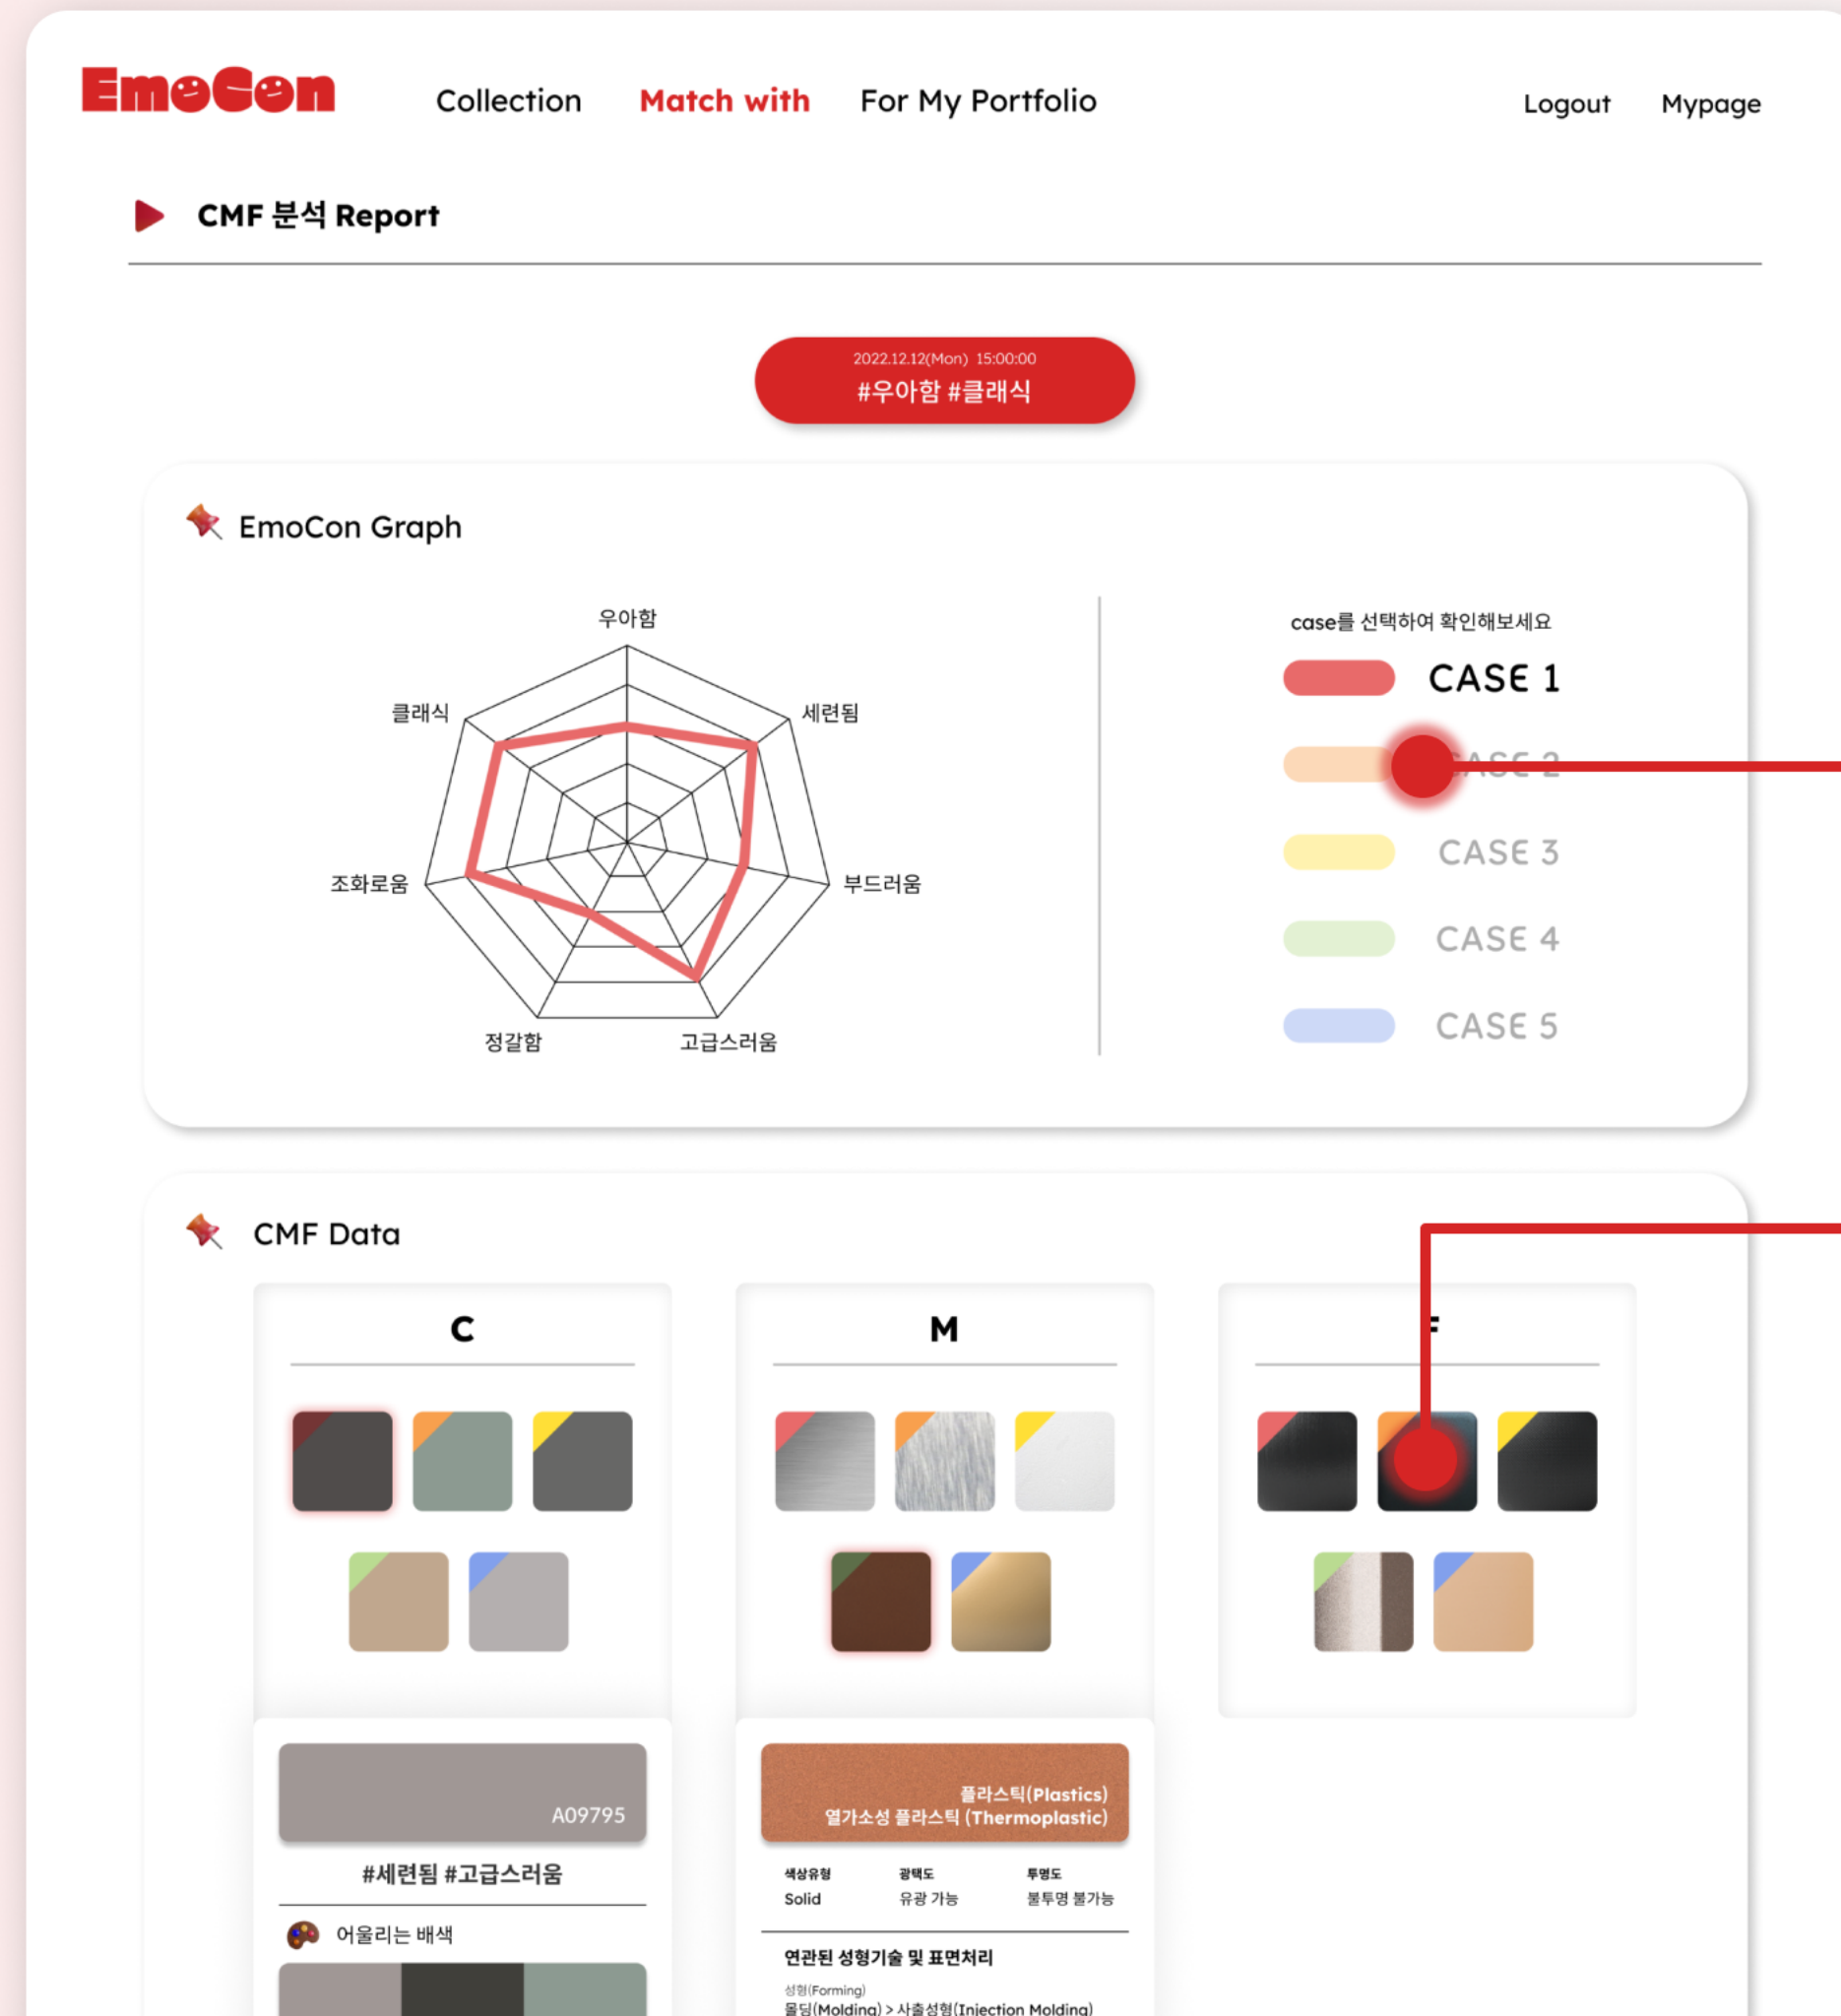 EmoCon
Collection
Match with
For My Portfolio
Logout
Mypage
CMF 분석 Report
2022.12.12(Mon) 15:00:00
#우아함 #클래식
EmoCon Graph
우아함
클래식
세련됨
조화로움
부드러움
정갈함
고급스러움
case를 선택하여 확인해보세요
CASE 1
CASE 2
CASE 3
CASE 4
CASE 5
CMF Data
C
M
F
A09795
#세련됨 #고급스러움
어울리는 배색
플라스틱(Plastics)
열가소성 플라스틱 (Thermoplastic)
색상유형 광택도 투명도
Solid 유광 가능 불투명 불가능
연관된 성형기술 및 표면처리
성형(Forming)
몰딩(Molding) > 사출성형(Injection Molding)